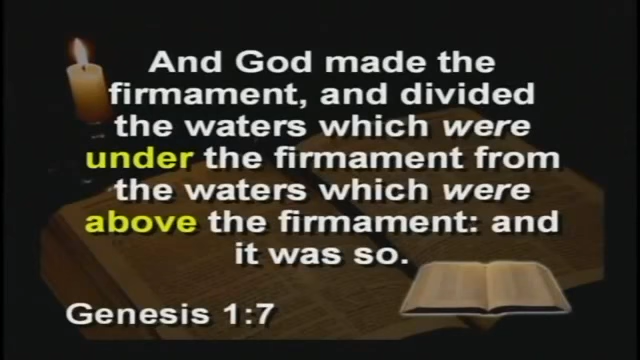 And God made the
firmament, and divided
the waters which were
under the firmament from
the waters which were
above the firmament: and
it was so.
Genesis 1:7